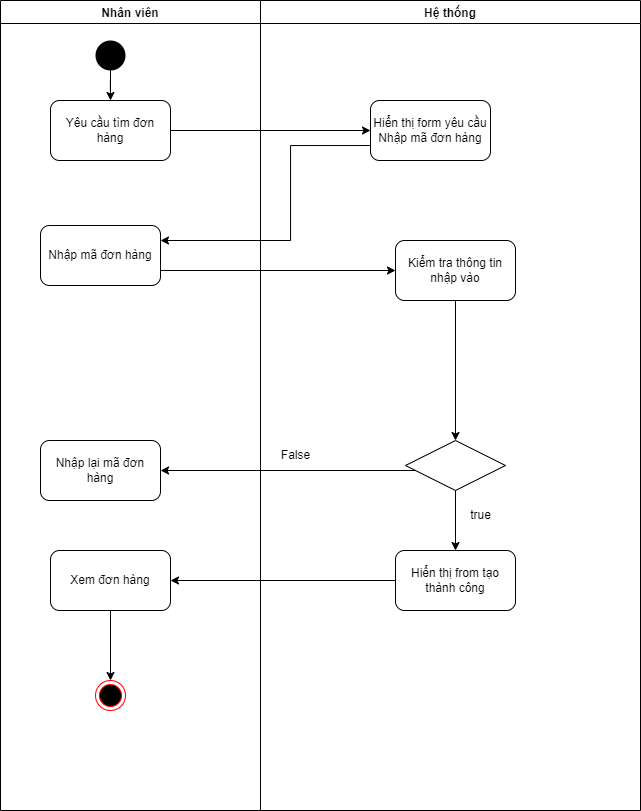 Nhân viên
Hệ thống
Yêu cầu tìm đơn
hàng
Hiển thị form yêu cầu
Nhập mã đơn hàng
Nhập mã đơn hàng
Kiểm tra thông tin
nhập vào
False
Nhập lại mã đơn
hàng
true
Xem đơn hàng
Hiển thị from tạo
thành công